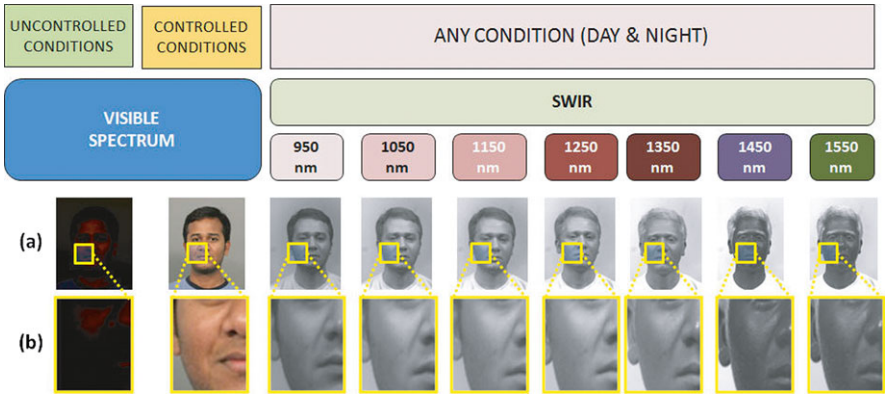 UNCONTROLLED
CONDITIONS
CONTROLLED
CONDITIONS
ANY CONDITION (DAY & NIGHT)
VISIBLE
SPECTRUM
SWIR
950
nm
1050
nm
1150
nm
1250
nm
1350
nm
1450
nm
1550
nm
(a)
(b)